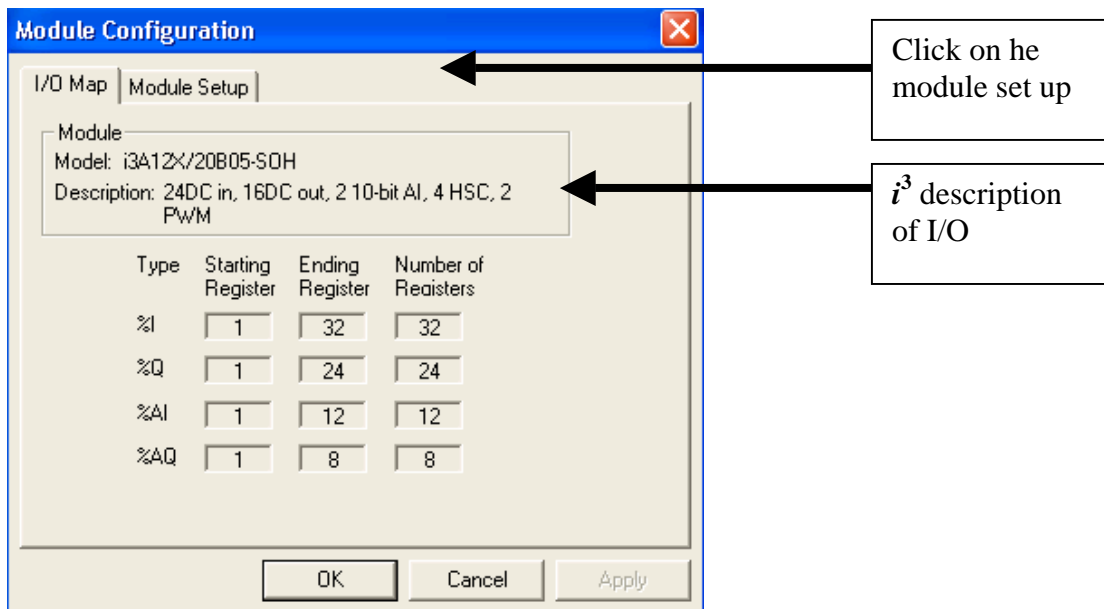 Module Configuration
I/O Map
Module Setup
Module
Model: i3A12X/20B05-SOH
Description: 24DC in, 16DC out, 2 10-bit AI, 4 HSC, 2
PWM
Type Starting Ending Number of
Register Register Registers
%I 1 32 32
%Q 1 24 24
%AI 1 12 12
%AQ 1 8 8
OK Cancel Apply
Click on he
module set up
i³ description
of I/O